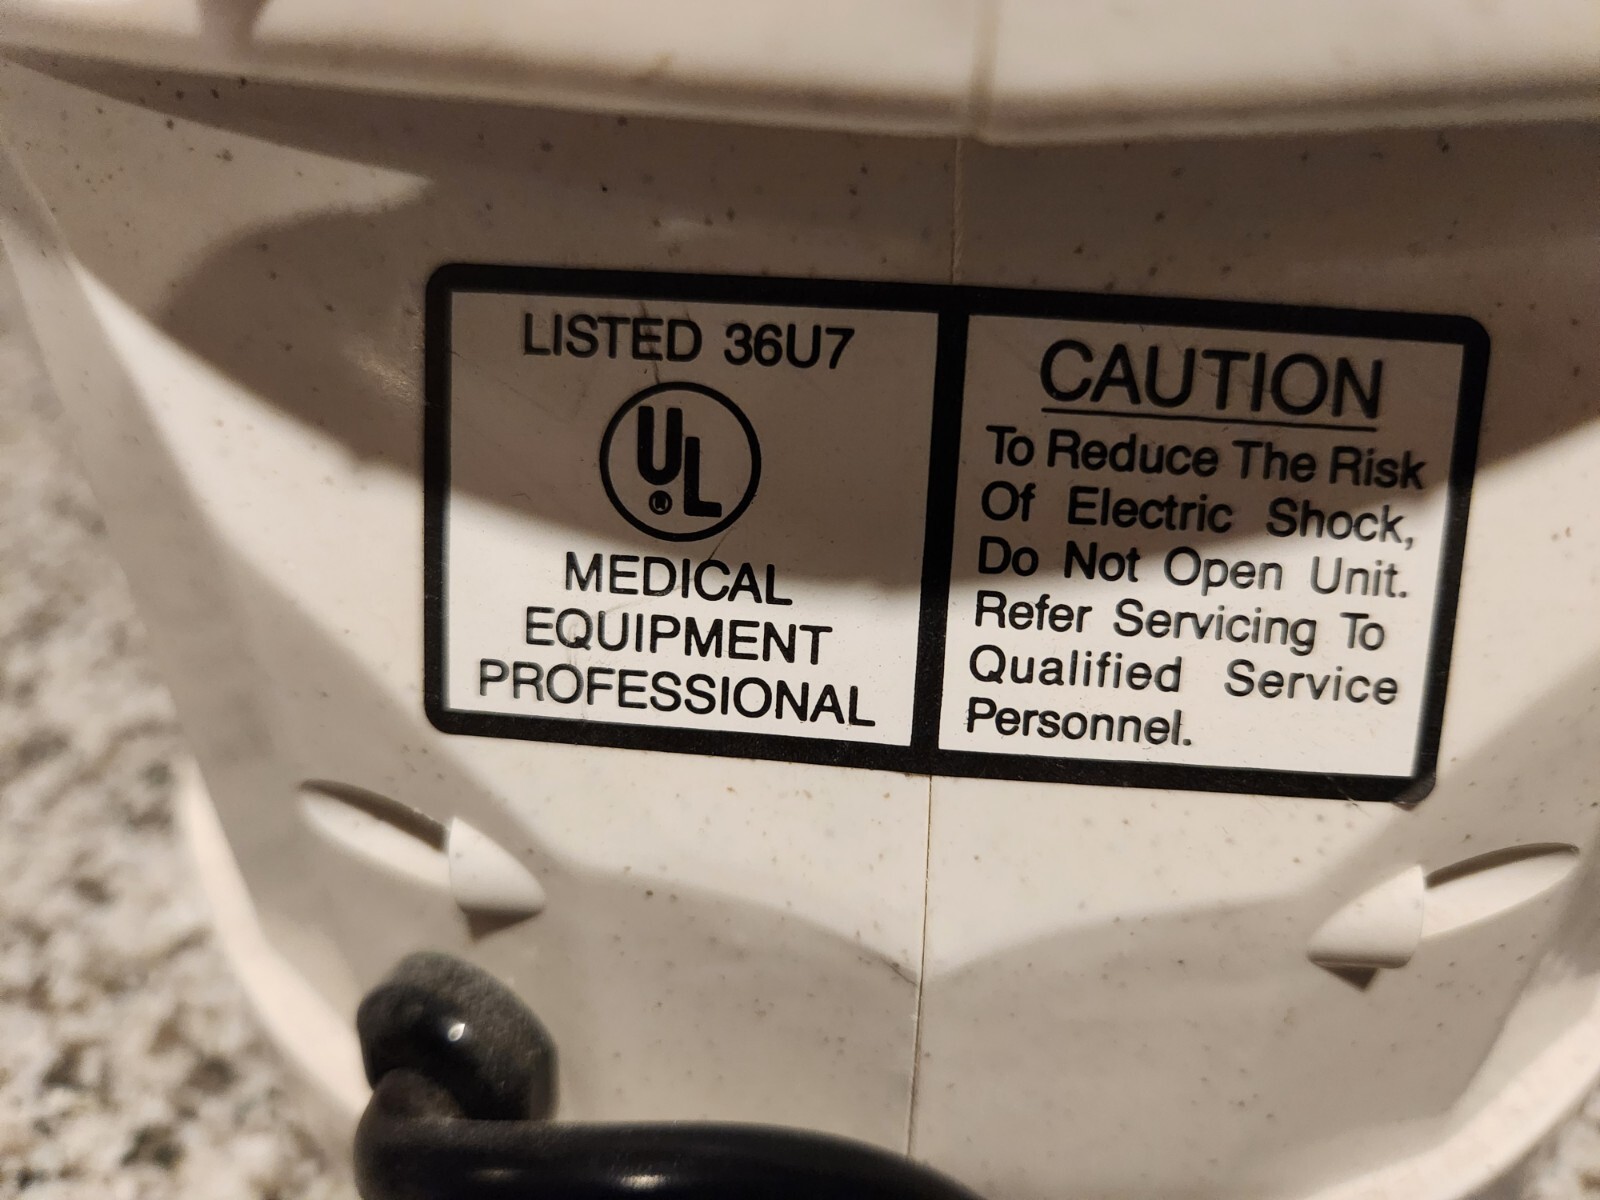 LISTED 36U7
UL
®
MEDICAL
EQUIPMENT
PROFESSIONAL
CAUTION
To Reduce The Risk
Of Electric Shock,
Do Not Open Unit.
Refer Servicing To
Qualified Service
Personnel.